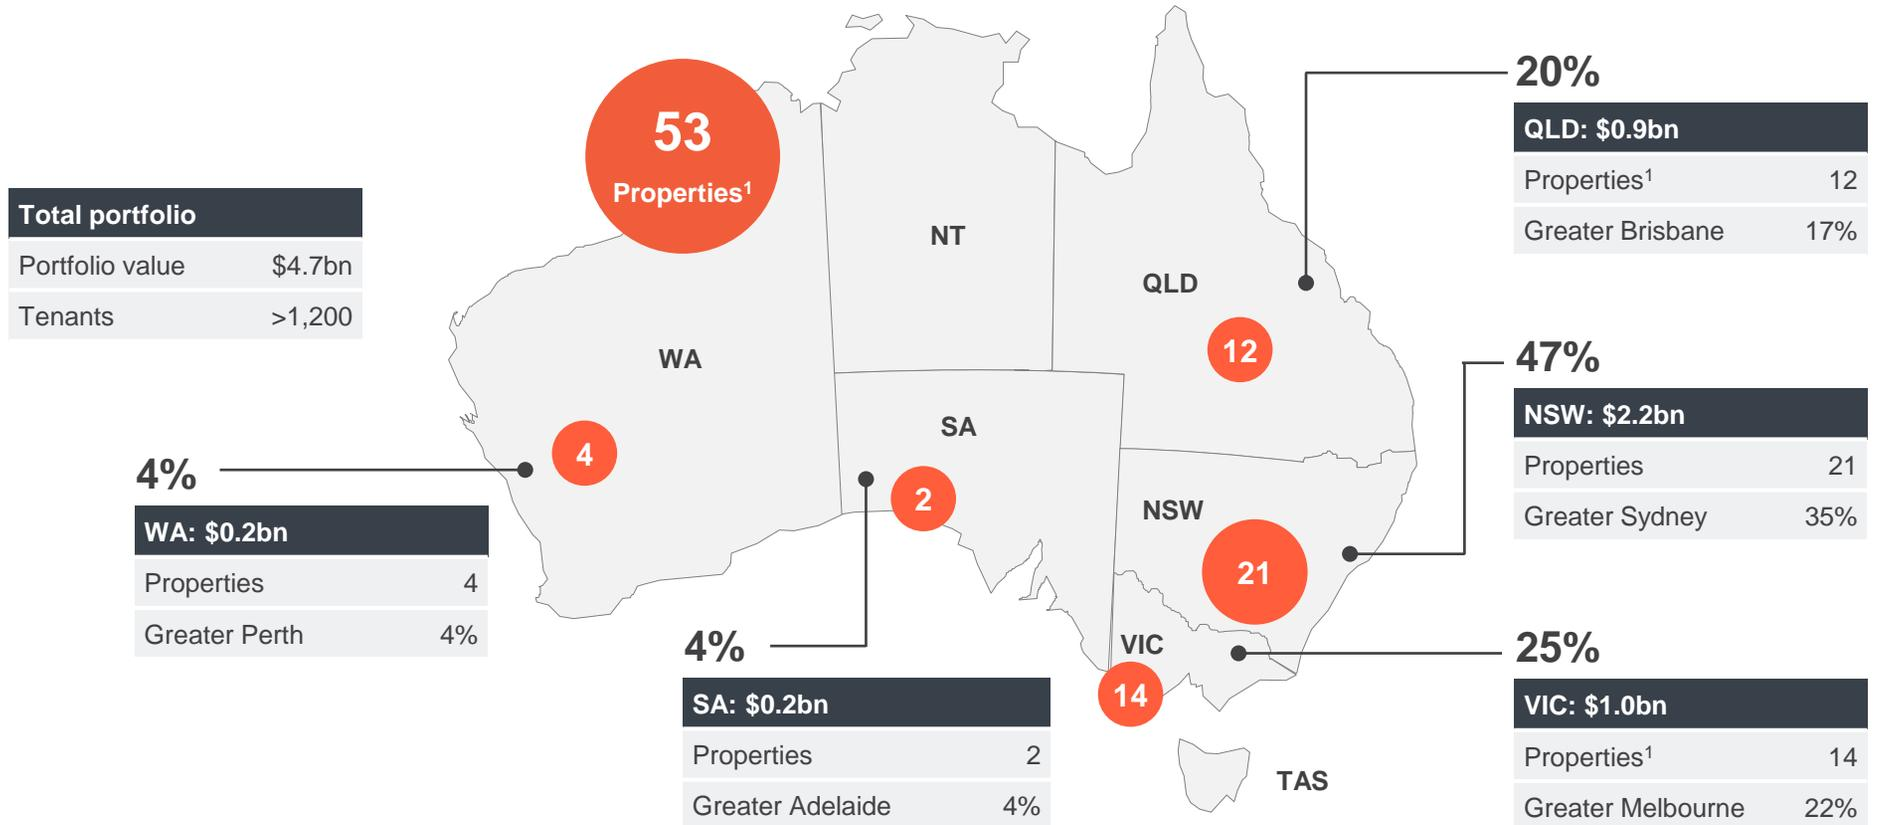 53
Properties¹
Total portfolio
Portfolio value $4.7bn
Tenants >1,200
NT
QLD
WA
SA
NSW
VIC
TAS
12
4
2
21
14
20%
QLD: $0.9bn
Properties¹ 12
Greater Brisbane 17%
47%
NSW: $2.2bn
Properties 21
Greater Sydney 35%
4%
WA: $0.2bn
Properties 4
Greater Perth 4%
4%
SA: $0.2bn
Properties 2
Greater Adelaide 4%
25%
VIC: $1.0bn
Properties¹ 14
Greater Melbourne 22%